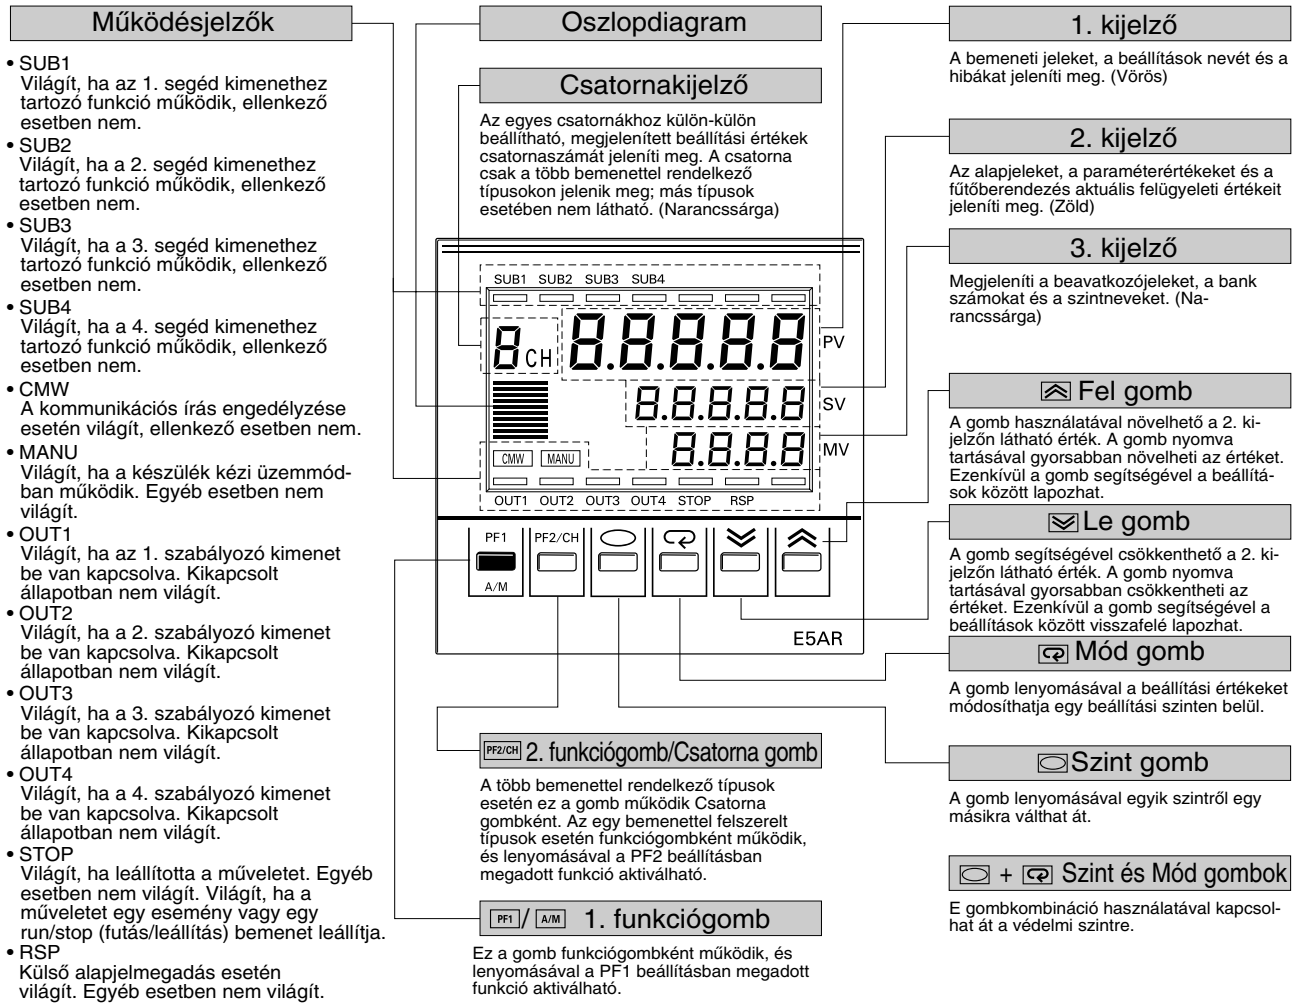 Működésjelzők
• SUB1
Világít, ha az 1. segéd kimenethez
tartozó funkció működik, ellenkező
esetben nem.
• SUB2
Világít, ha a 2. segéd kimenethez
tartozó funkció működik, ellenkező
esetben nem.
• SUB3
Világít, ha a 3. segéd kimenethez
tartozó funkció működik, ellenkező
esetben nem.
• SUB4
Világít, ha a 4. segéd kimenethez
tartozó funkció működik, ellenkező
esetben nem.
• CMW
A kommunikációs írás engedélyzése
esetén világít, ellenkező esetben nem.
• MANU
Világít, ha a készülék kézi üzemmód-
ban működik. Egyéb esetben nem
világít.
• OUT1
Világít, ha az 1. szabályozó kimenet
be van kapcsolva. Kikapcsolt
állapotban nem világít.
• OUT2
Világít, ha a 2. szabályozó kimenet
be van kapcsolva. Kikapcsolt
állapotban nem világít.
• OUT3
Világít, ha a 3. szabályozó kimenet
be van kapcsolva. Kikapcsolt
állapotban nem világít.
• OUT4
Világít, ha a 4. szabályozó kimenet
be van kapcsolva. Kikapcsolt
állapotban nem világít.
• STOP
Világít, ha leállította a műveletet. Egyéb
esetben nem világít. Világít, ha a
műveletet egy esemény vagy egy
run/stop (futás/leállítás) bemenet leállítja.
• RSP
Külső alapjelmegadás esetén
világít. Egyéb esetben nem világít.
Oszlopdiagram
Csatornakijelző
Az egyes csatornákhoz külön-külön
beállítható, megjelenített beállítási értékek
csatornaszámát jeleníti meg. A csatorna
csak a több bemenettel rendelkező
típusokon jelenik meg; más típusok
esetében nem látható. (Narancssárga)
SUB1 SUB2 SUB3 SUB4
8 CH 8.8.8.8.8 PV
8.8.8.8.8 SV
CMW MANU 8.8.8.8 MV
OUT1 OUT2 OUT3 OUT4 STOP RSP
PF1 PF2/CH
A/M
E5AR
PF2/CH 2. funkciógomb/Csatorna gomb
A több bemenettel rendelkező típusok
esetén ez a gomb működik Csatorna
gombként. Az egy bemenettel felszerelt
típusok esetén funkciógombként működik,
és lenyomásával a PF2 beállításban
megadott funkció aktiválható.
PF1 / A/M 1. funkciógomb
Ez a gomb funkciógombként működik, és
lenyomásával a PF1 beállításban megadott
funkció aktiválható.
1. kijelző
A bemeneti jeleket, a beállítások nevét és a
hibákat jeleníti meg. (Vörös)
2. kijelző
Az alapjeleket, a paraméterértékeket és a
fűtőberendezés aktuális felügyeleti értékeit
jeleníti meg. (Zöld)
3. kijelző
Megjeleníti a beavatkozójeleket, a bank
számokat és a szintneveket. (Na-
rancssárga)
Fel gomb
A gomb használatával növelhető a 2. ki-
jelzőn látható érték. A gomb nyomva
tartásával gyorsabban növelheti az értéket.
Ezenkívül a gomb segítségével a beállítá-
sok között lapozhat.
Le gomb
A gomb segítségével csökkenthető a 2. ki-
jelzőn látható érték. A gomb nyomva
tartásával gyorsabban csökkentheti az
értéket. Ezenkívül a gomb segítségével a
beállítások között visszafelé lapozhat.
Mód gomb
A gomb lenyomásával a beállítási értékeket
módosíthatja egy beállítási szinten belül.
Szint gomb
A gomb lenyomásával egyik szintről egy
másikra válthat át.
+ Szint és Mód gombok
E gombkombináció használatával kapcsol-
hat át a védelmi szintre.